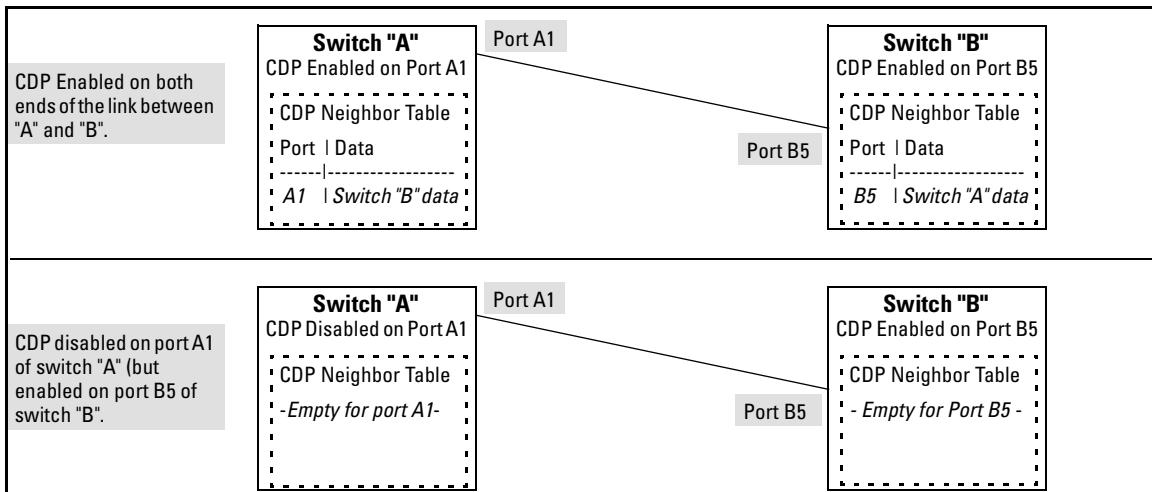 CDP Enabled on both
ends of the link between
"A" and "B".
Switch "A"
CDP Enabled on Port A1
CDP Neighbor Table
Port | Data
------|------------------
A1 | Switch "B" data
Port A1
Port B5
Switch "B"
CDP Enabled on Port B5
CDP Neighbor Table
Port | Data
------|------------------
B5 | Switch "A" data
CDP disabled on port A1
of switch "A" (but
enabled on port B5 of
switch "B".
Switch "A"
CDP Disabled on Port A1
CDP Neighbor Table
-Empty for port A1-
Port A1
Port B5
Switch "B"
CDP Enabled on Port B5
CDP Neighbor Table
- Empty for Port B5 -